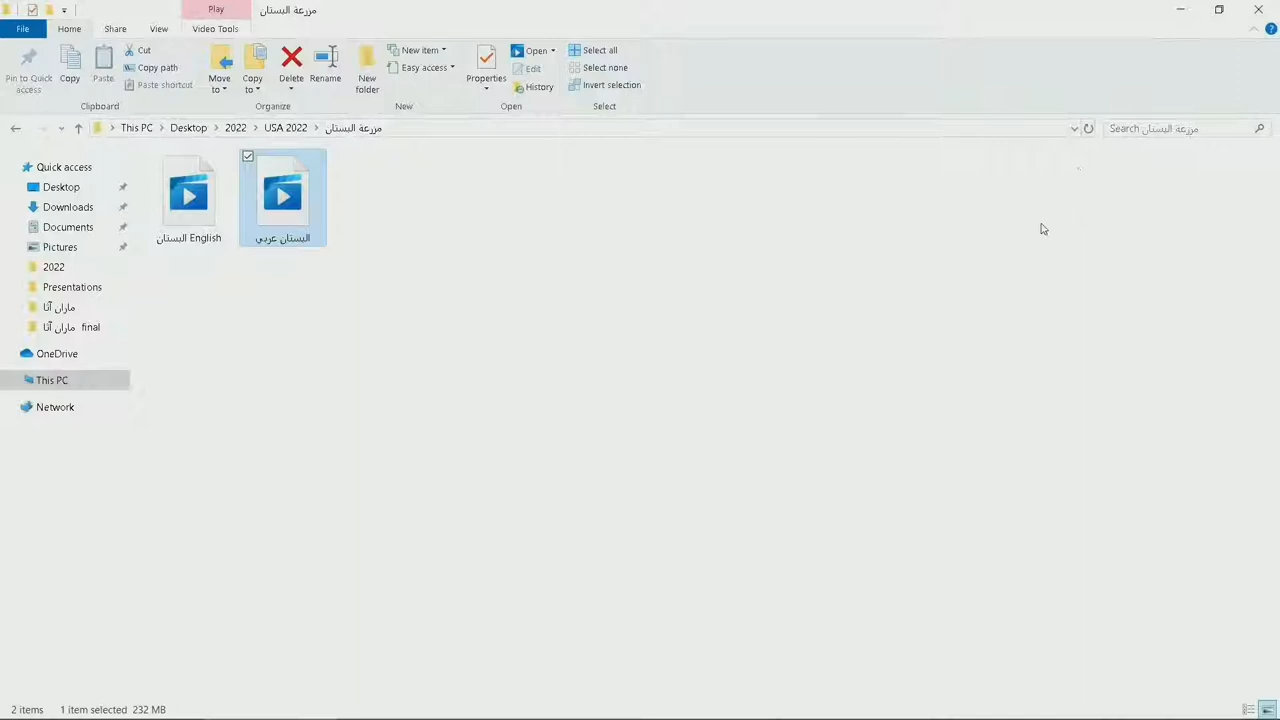 Play
مزرعة البستان
File
Home
Share
View
Video Tools
Pin to Quick access
Copy
Paste
Cut
Copy path
Paste shortcut
Clipboard
Move to
Copy to
Delete
Rename
Organize
New folder
New item
Easy access
New
Properties
Open
Edit
History
Open
Select all
Select none
Invert selection
Select
This PC
Desktop
2022
USA 2022
مزرعة البستان
Search مزرعة البستان
Quick access
Desktop
Downloads
Documents
Pictures
2022
Presentations
ماران آثا
ماران آثا final
OneDrive
This PC
Network
البستان English
البستان عربي
2 items
1 item selected 232 MB